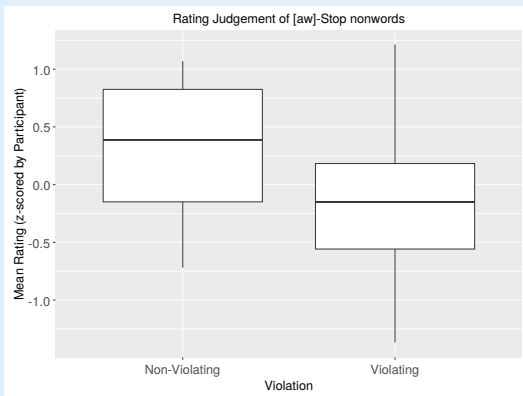 Rating Judgement of [aw]-Stop nonwords
Mean Rating (z-scored by Participant)
1.0
0.5
0.0
-0.5
-1.0
Non-Violating
Violating
Violation